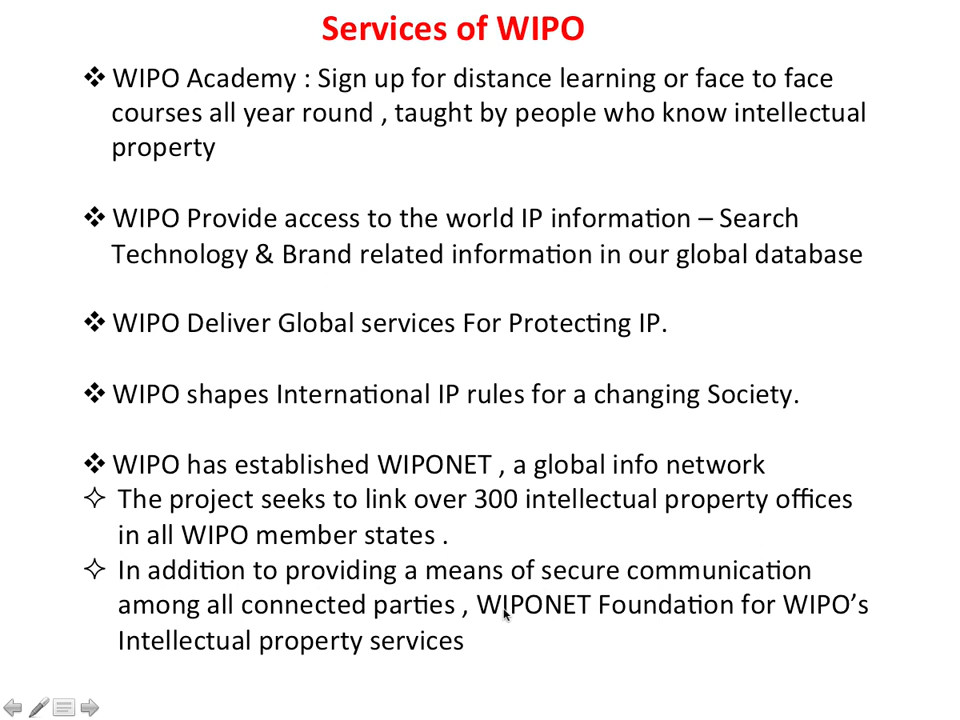 Services of WIPO
❖ WIPO Academy : Sign up for distance learning or face to face
courses all year round , taught by people who know intellectual
property
❖ WIPO Provide access to the world IP information – Search
Technology & Brand related information in our global database
❖ WIPO Deliver Global services For Protecting IP.
❖ WIPO shapes International IP rules for a changing Society.
❖ WIPO has established WIPONET , a global info network
✧ The project seeks to link over 300 intellectual property offices
in all WIPO member states .
✧ In addition to providing a means of secure communication
among all connected parties , WIPONET Foundation for WIPO’s
Intellectual property services